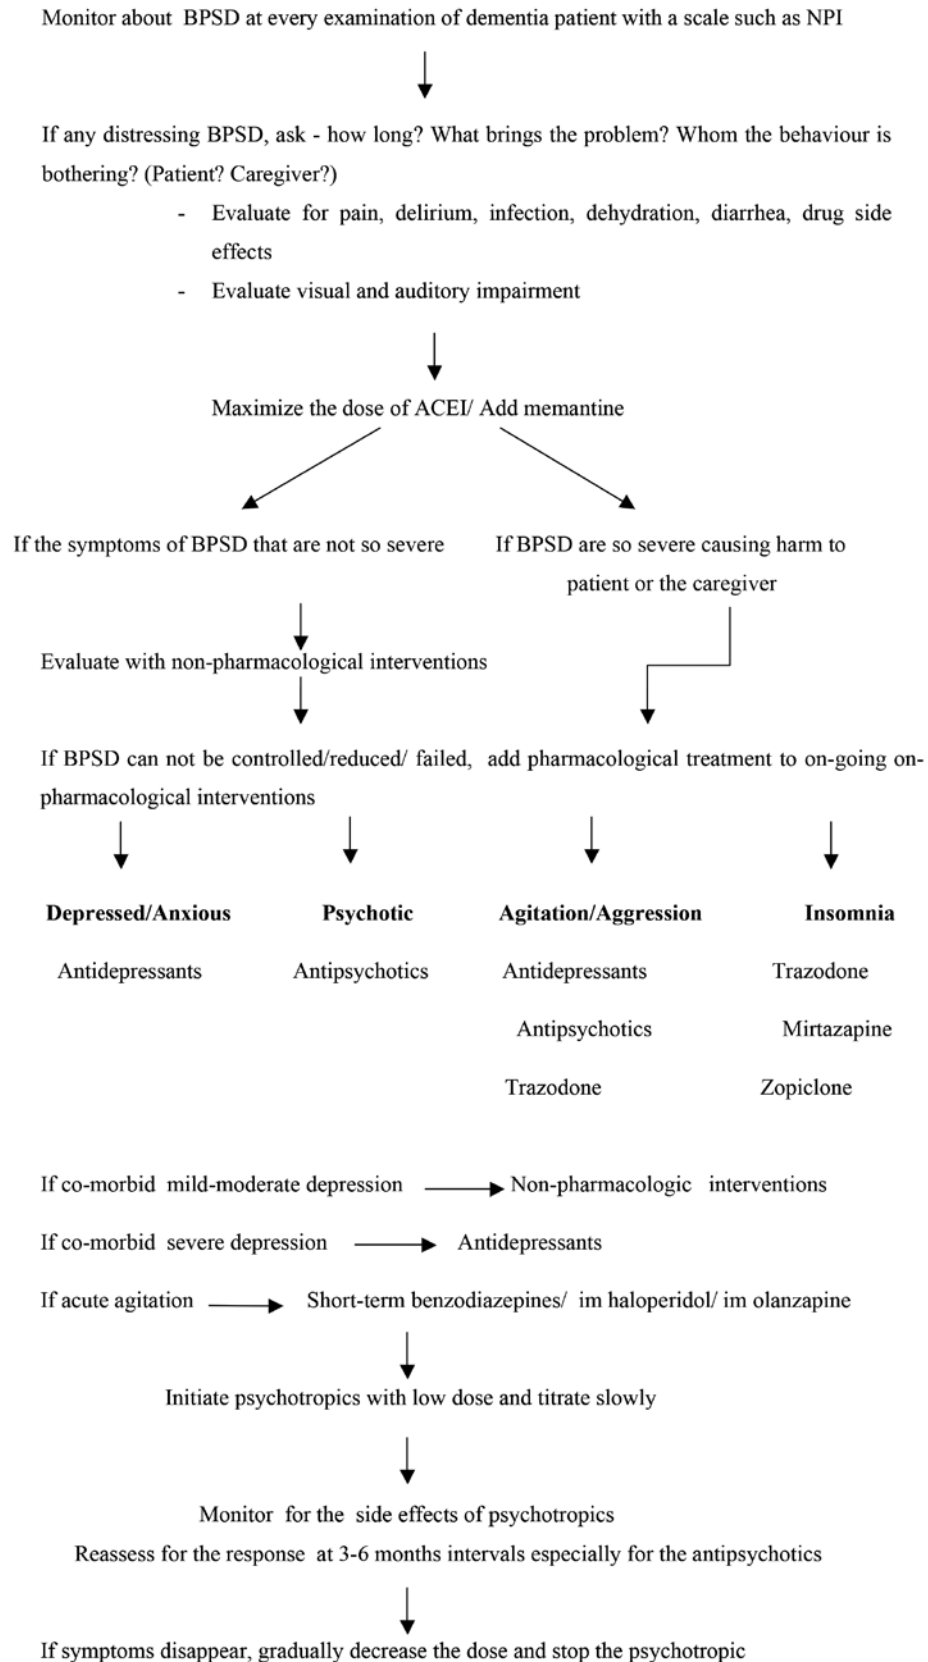 Monitor about BPSD at every examination of dementia patient with a scale such as NPI
If any distressing BPSD, ask - how long? What brings the problem? Whom the behaviour is
bothering? (Patient? Caregiver?)
- Evaluate for pain, delirium, infection, dehydration, diarrhea, drug side
effects
- Evaluate visual and auditory impairment
Maximize the dose of ACEI/ Add memantine
If the symptoms of BPSD that are not so severe
If BPSD are so severe causing harm to
patient or the caregiver
Evaluate with non-pharmacological interventions
If BPSD can not be controlled/reduced/ failed, add pharmacological treatment to on-going on-
pharmacological interventions
Depressed/Anxious Psychotic Agitation/Aggression Insomnia
Antidepressants Antipsychotics Antidepressants Trazodone
Antipsychotics Mirtazapine
Trazodone Zopiclone
If co-morbid mild-moderate depression Non-pharmacologic interventions
If co-morbid severe depression Antidepressants
If acute agitation Short-term benzodiazepines/ im haloperidol/ im olanzapine
Initiate psychotropics with low dose and titrate slowly
Monitor for the side effects of psychotropics
Reassess for the response at 3-6 months intervals especially for the antipsychotics
If symptoms disappear, gradually decrease the dose and stop the psychotropic